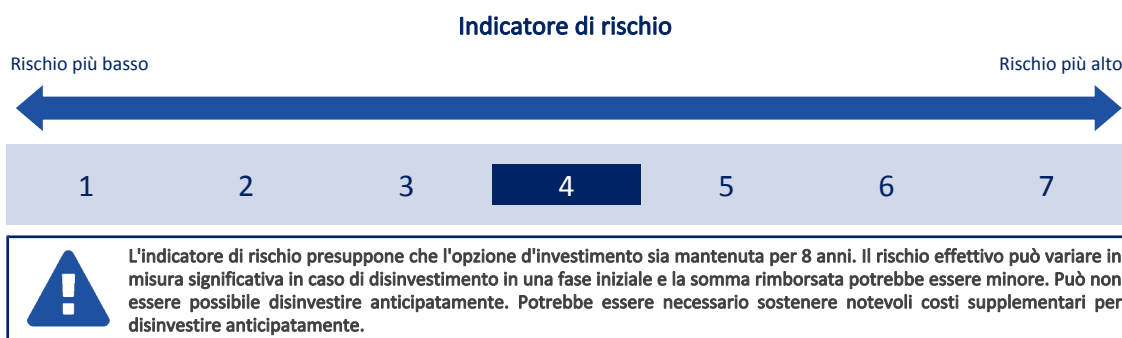 Indicatore di rischio
Rischio più basso Rischio più alto
1 2 3 4 5 6 7
L'indicatore di rischio presuppone che l'opzione d'investimento sia mantenuta per 8 anni. Il rischio effettivo può variare in
misura significativa in caso di disinvestimento in una fase iniziale e la somma rimborsata potrebbe essere minore. Può non
essere possibile disinvestire anticipatamente. Potrebbe essere necessario sostenere notevoli costi supplementari per
disinvestire anticipatamente.